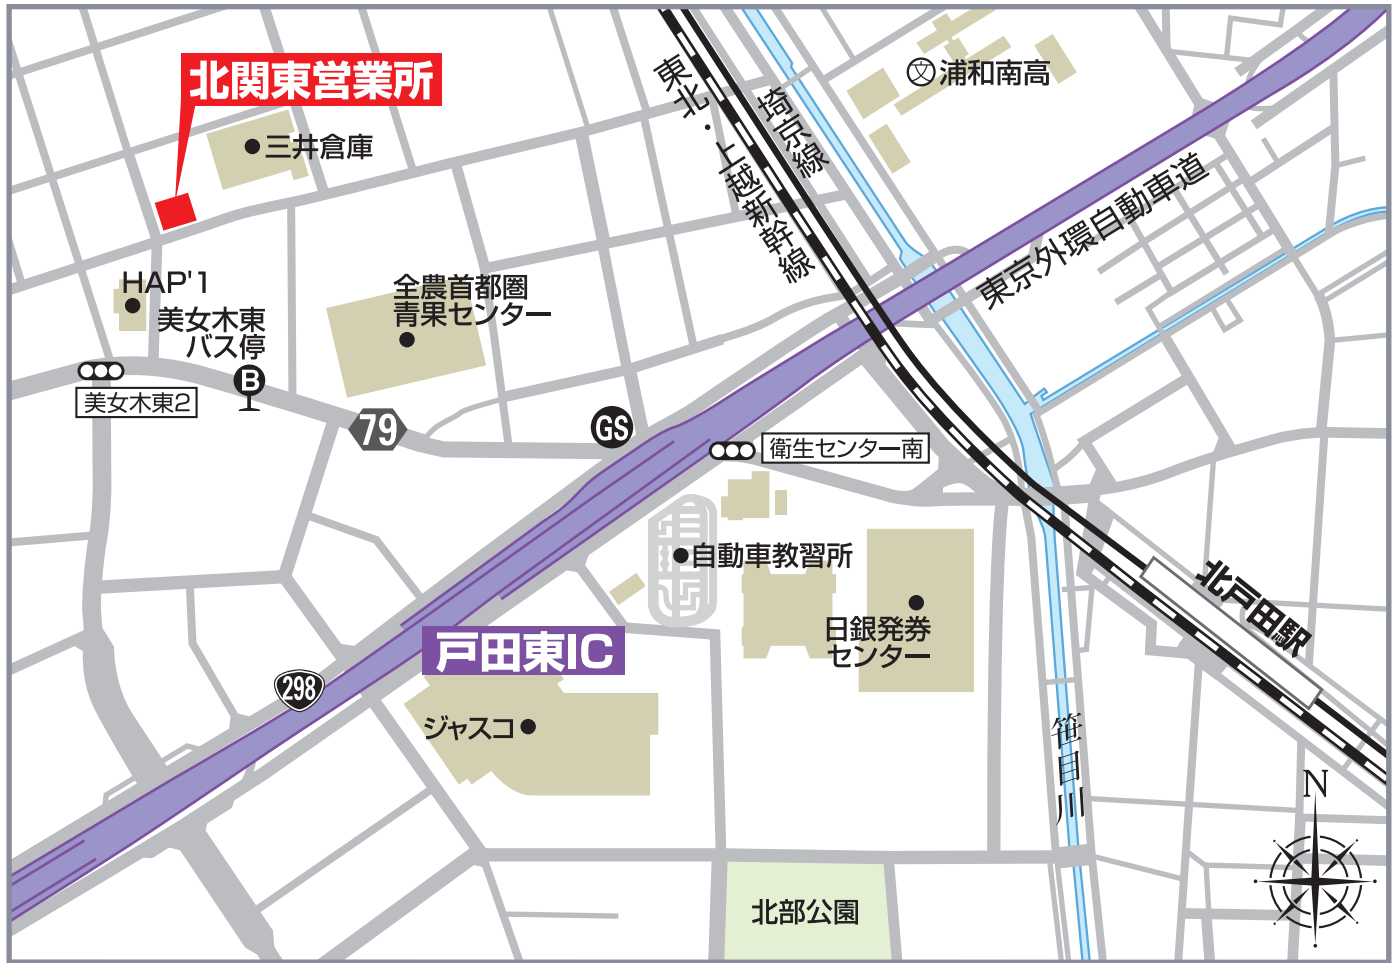 北関東営業所
三井倉庫
HAP'1
美女木東
バス停
B
美女木東2
79
全農首都圏
青果センター
GS
東北・上越新幹線
埼京線
文
浦和南高
東京外環自動車道
衛生センター南
自動車教習所
日銀発券
センター
北戸田駅
戸田東IC
298
ジャスコ
笹目川
北部公園
N